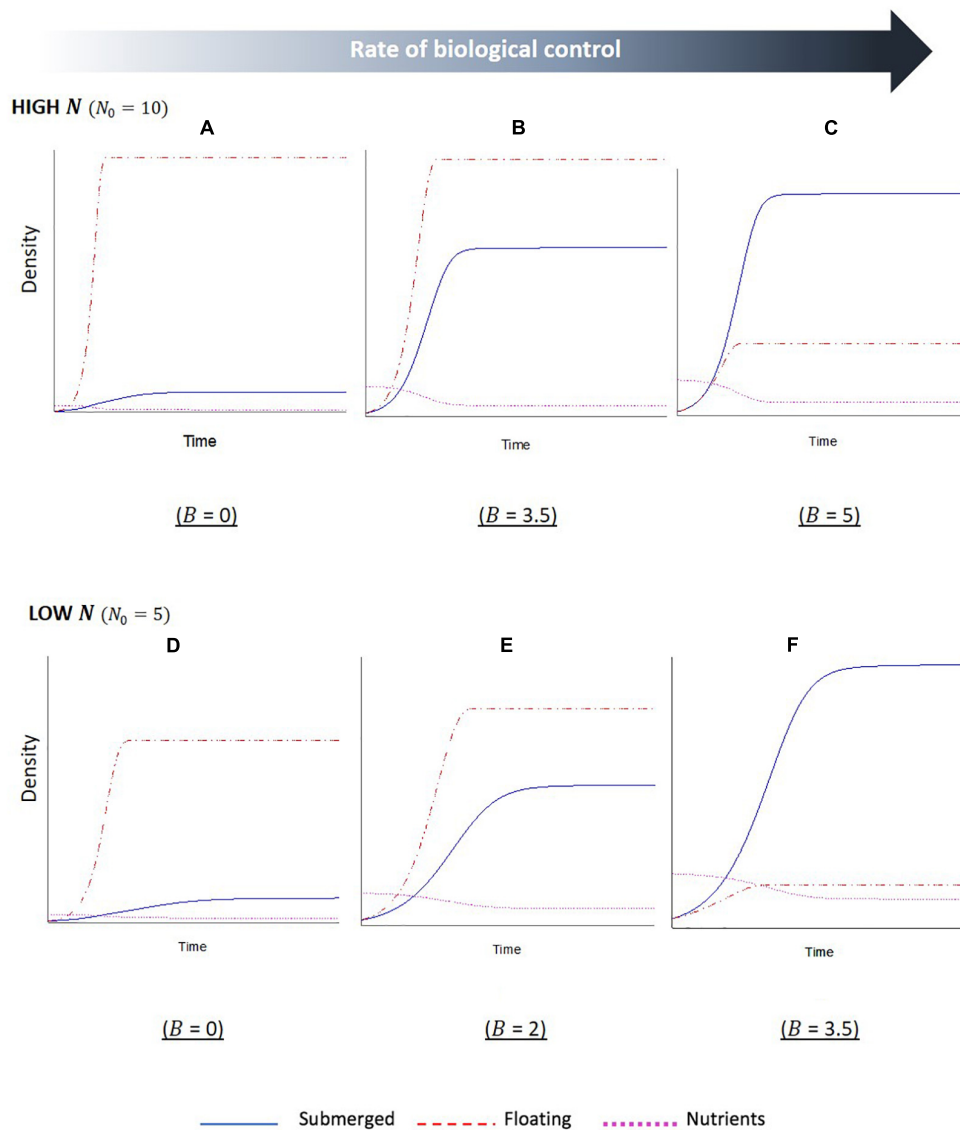 Rate of biological control
HIGH N (N₀ = 10)
A B C
Density
Time Time Time
(B = 0) (B = 3.5) (B = 5)
LOW N (N₀ = 5)
D E F
Density
Time Time Time
(B = 0) (B = 2) (B = 3.5)
Submerged Floating Nutrients